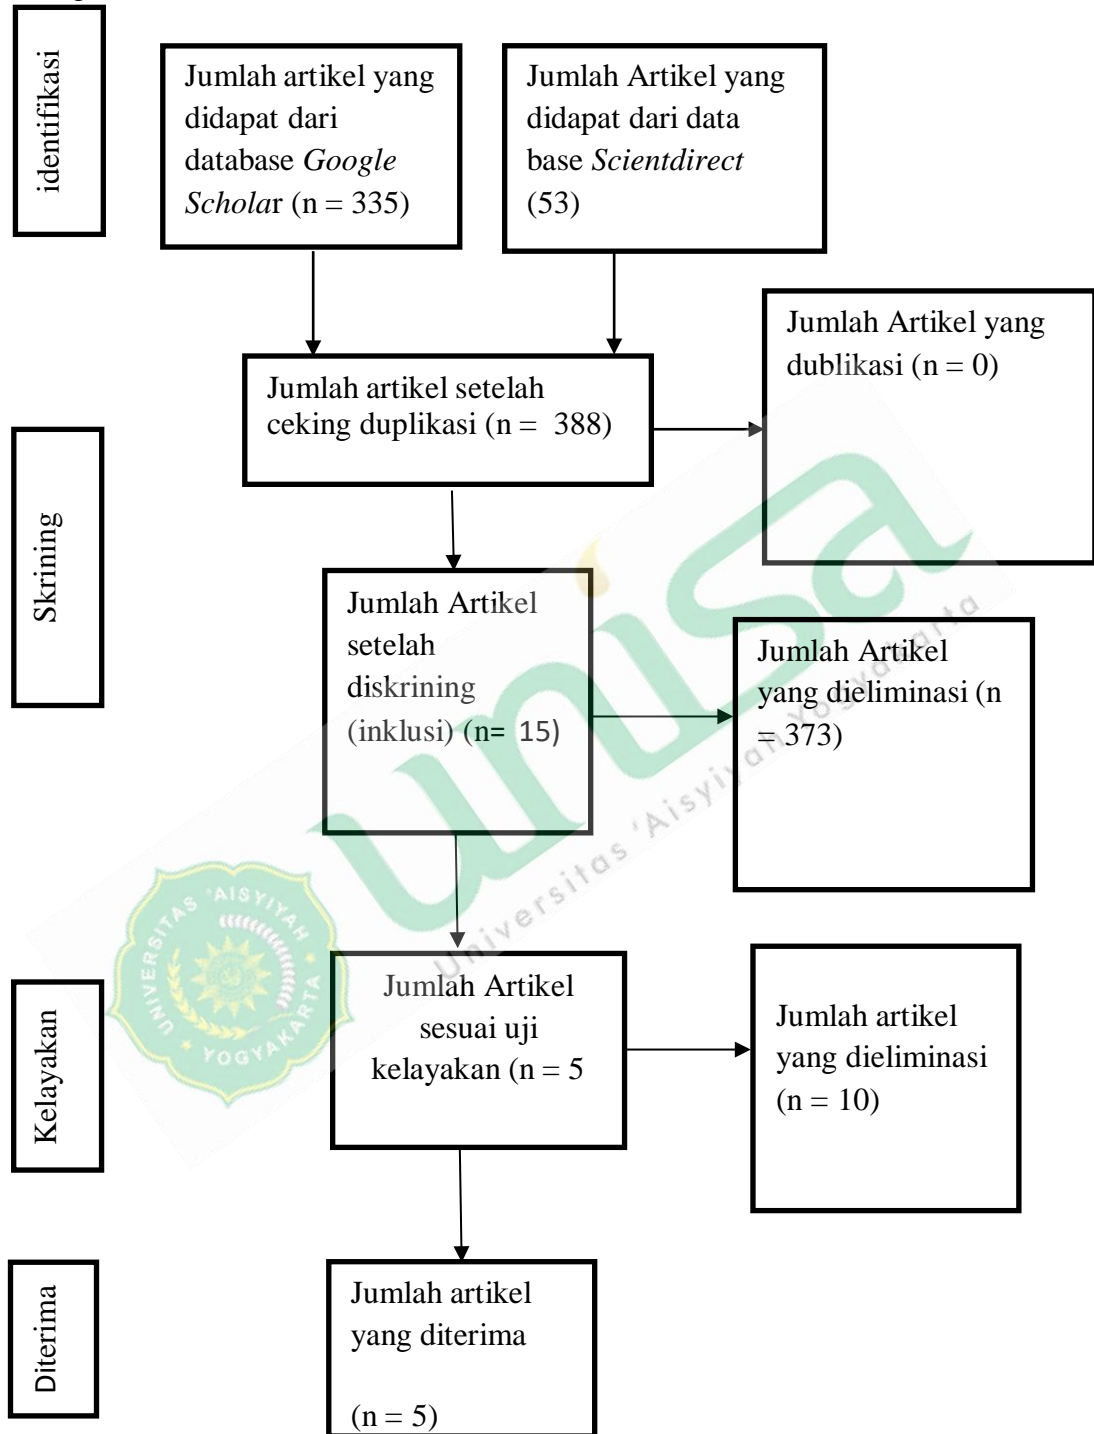 identifikasi
Jumlah artikel yang
didapat dari
database Google
Scholar (n = 335)
Jumlah Artikel yang
didapat dari data
base Scientdirect
(53)
Jumlah Artikel yang
dublikasi (n = 0)
Jumlah artikel setelah
ceking duplikasi (n = 388)
Skrining
Jumlah Artikel
setelah
diskrining
(inklusi) (n= 15)
Jumlah Artikel
yang dieliminasi (n
= 373)
unisa
Universitas 'Aisyiyah Yogyakarta
UNIVERSITAS 'AISYIYAH
YOGYAKARTA
Kelayakan
Jumlah Artikel
sesuai uji
kelayakan (n = 5
Jumlah artikel
yang dieliminasi
(n = 10)
Diterima
Jumlah artikel
yang diterima
(n = 5)